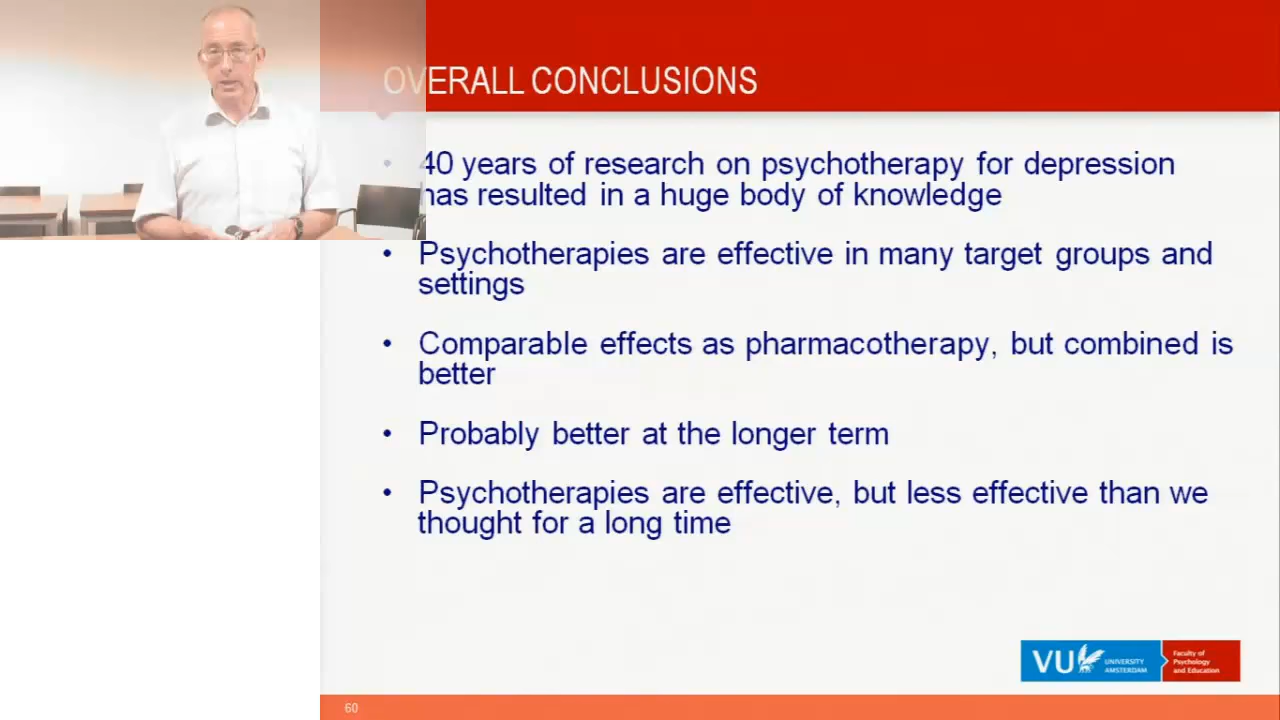 OVERALL CONCLUSIONS
• 40 years of research on psychotherapy for depression
has resulted in a huge body of knowledge
• Psychotherapies are effective in many target groups and
settings
• Comparable effects as pharmacotherapy, but combined is
better
• Probably better at the longer term
• Psychotherapies are effective, but less effective than we
thought for a long time
VU UNIVERSITY
AMSTERDAM
Faculty of
Psychology
and Education
60